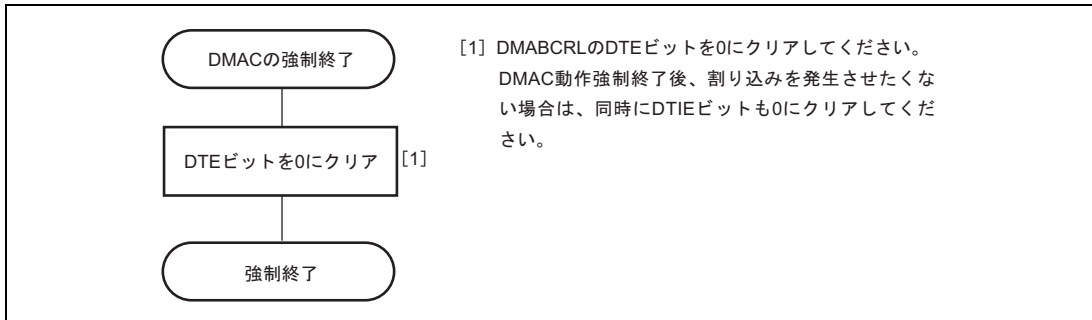 DMACの強制終了
DTEビットを0にクリア
[1]
強制終了
[1] DMABCRLのDTEビットを0にクリアしてください。
DMAC動作強制終了後、割り込みを発生させたくな
い場合は、同時にDTIEビットも0にクリアしてくだ
さい。